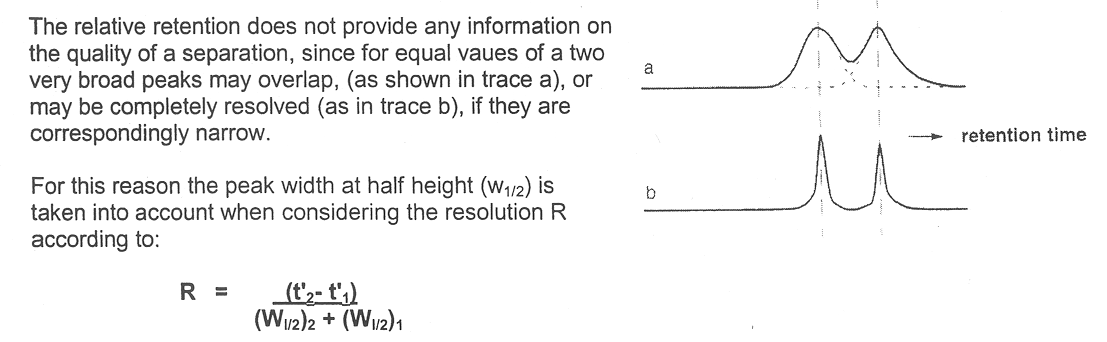 The relative retention does not provide any information on
the quality of a separation, since for equal vaues of a two
very broad peaks may overlap, (as shown in trace a), or
may be completely resolved (as in trace b), if they are
correspondingly narrow.
For this reason the peak width at half height (w1/2) is
taken into account when considering the resolution R
according to:
R = (t'2- t'1)
(W1/2)2 + (W1/2)1
a
retention time
b